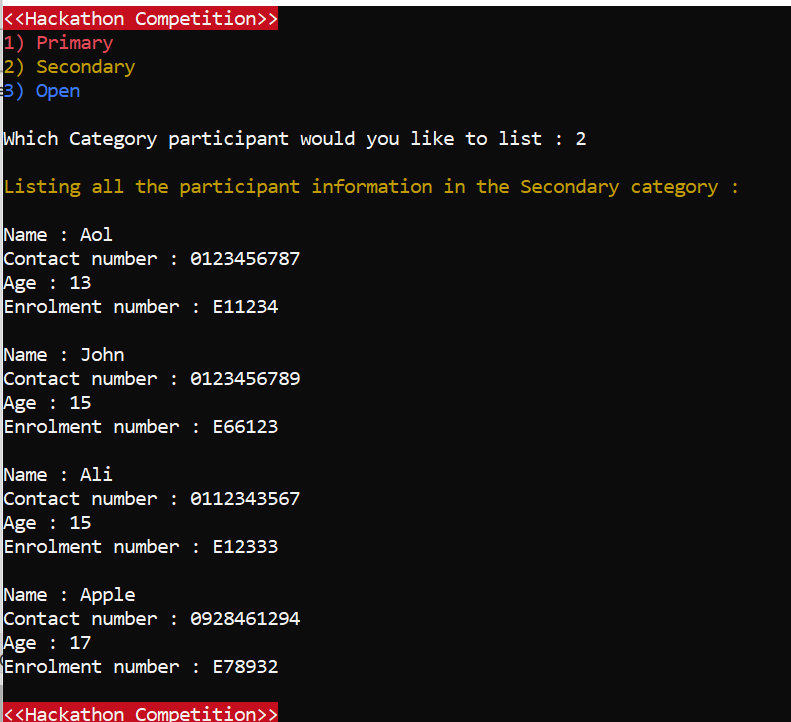 <<Hackathon Competition>>
1) Primary
2) Secondary
3) Open
Which Category participant would you like to list : 2
Listing all the participant information in the Secondary category :
Name : Aol
Contact number : 0123456787
Age : 13
Enrolment number : E11234
Name : John
Contact number : 0123456789
Age : 15
Enrolment number : E66123
Name : Ali
Contact number : 0112343567
Age : 15
Enrolment number : E12333
Name : Apple
Contact number : 0928461294
Age : 17
Enrolment number : E78932
<<Hackathon Competition>>